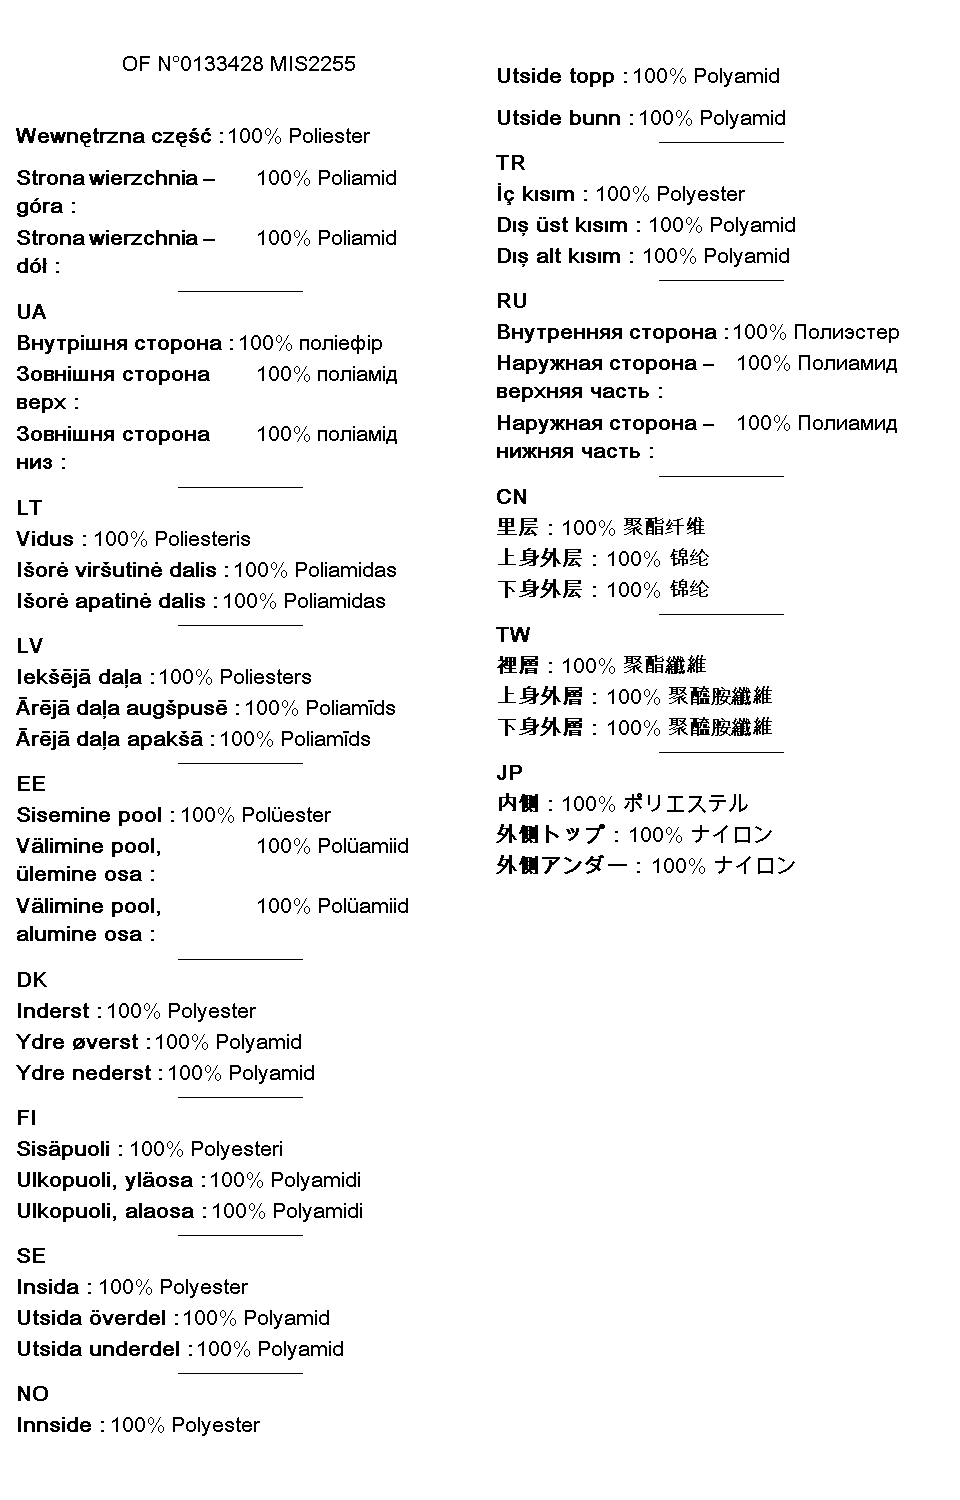 OF N°0133428 MIS2255
Wewnętrzna część : 100% Poliester
Strona wierzchnia – 100% Poliamid
góra :
Strona wierzchnia – 100% Poliamid
dół :
UA
Внутрішня сторона : 100% поліефір
Зовнішня сторона 100% поліамід
верх :
Зовнішня сторона 100% поліамід
низ :
LT
Vidus : 100% Poliesteris
Išorė viršutinė dalis : 100% Poliamidas
Išorė apatinė dalis : 100% Poliamidas
LV
Iekšējā daļa : 100% Poliesters
Ārējā daļa augšpusē : 100% Poliamīds
Ārējā daļa apakšā : 100% Poliamīds
EE
Sisemine pool : 100% Polüester
Välimine pool, 100% Polüamiid
ülemine osa :
Välimine pool, 100% Polüamiid
alumine osa :
DK
Inderst : 100% Polyester
Ydre øverst : 100% Polyamid
Ydre nederst : 100% Polyamid
FI
Sisäpuoli : 100% Polyesteri
Ulkopuoli, yläosa : 100% Polyamidi
Ulkopuoli, alaosa : 100% Polyamidi
SE
Insida : 100% Polyester
Utsida överdel : 100% Polyamid
Utsida underdel : 100% Polyamid
NO
Innside : 100% Polyester
Utside topp : 100% Polyamid
Utside bunn : 100% Polyamid
TR
İç kısım : 100% Polyester
Dış üst kısım : 100% Polyamid
Dış alt kısım : 100% Polyamid
RU
Внутренняя сторона : 100% Полиэстер
Наружная сторона – 100% Полиамид
верхняя часть :
Наружная сторона – 100% Полиамид
нижняя часть :
CN
里层 : 100% 聚酯纤维
上身外层 : 100% 锦纶
下身外层 : 100% 锦纶
TW
裡層 : 100% 聚酯纖維
上身外層 : 100% 聚醯胺纖維
下身外層 : 100% 聚醯胺纖維
JP
内側 : 100% ポリエステル
外側トップ : 100% ナイロン
外側アンダー : 100% ナイロン